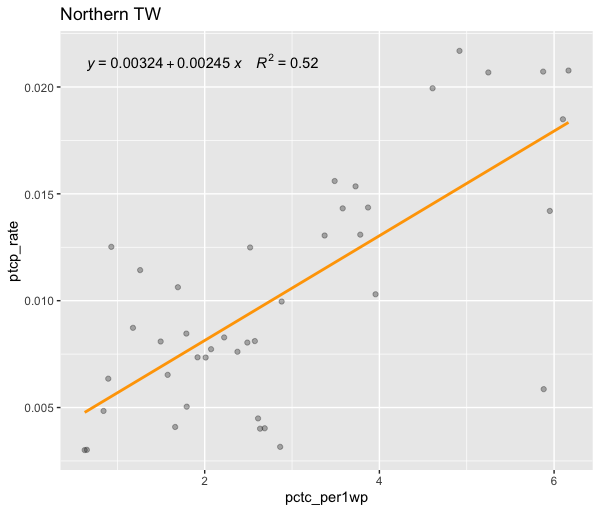 Northern TW
y = 0.00324 + 0.00245 x R² = 0.52
0.020
0.015
0.010
0.005
ptcp_rate
2 4 6
pctc_per1wp